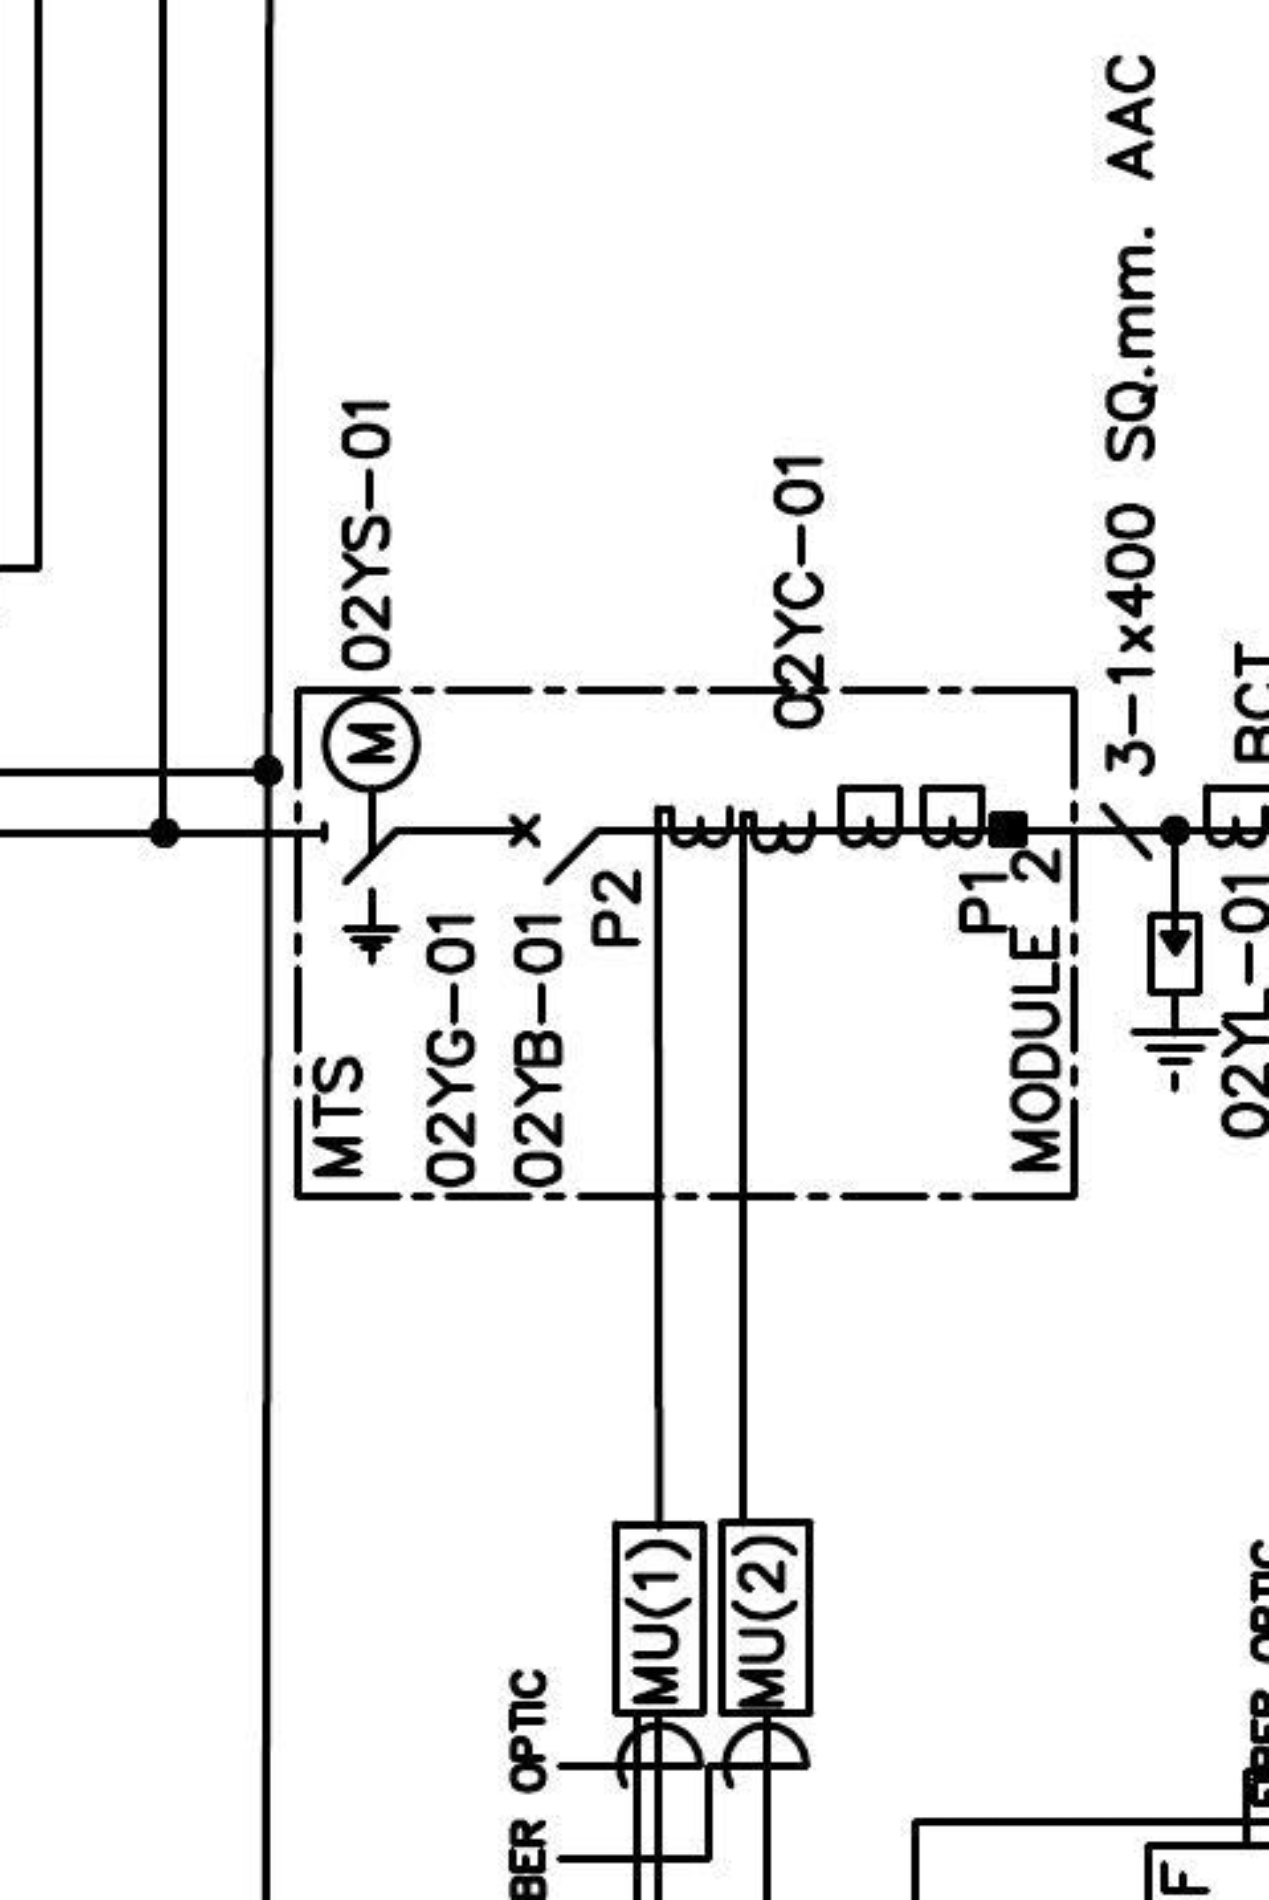 3-1x400 SQ.mm. AAC
02YS-01
02YC-01
M
BCT
P2
P1
MODULE 2
02YG-01
02YB-01
MTS
02YL-01
MU(1)
MU(2)
OPTIC
BER
OPTIC
F